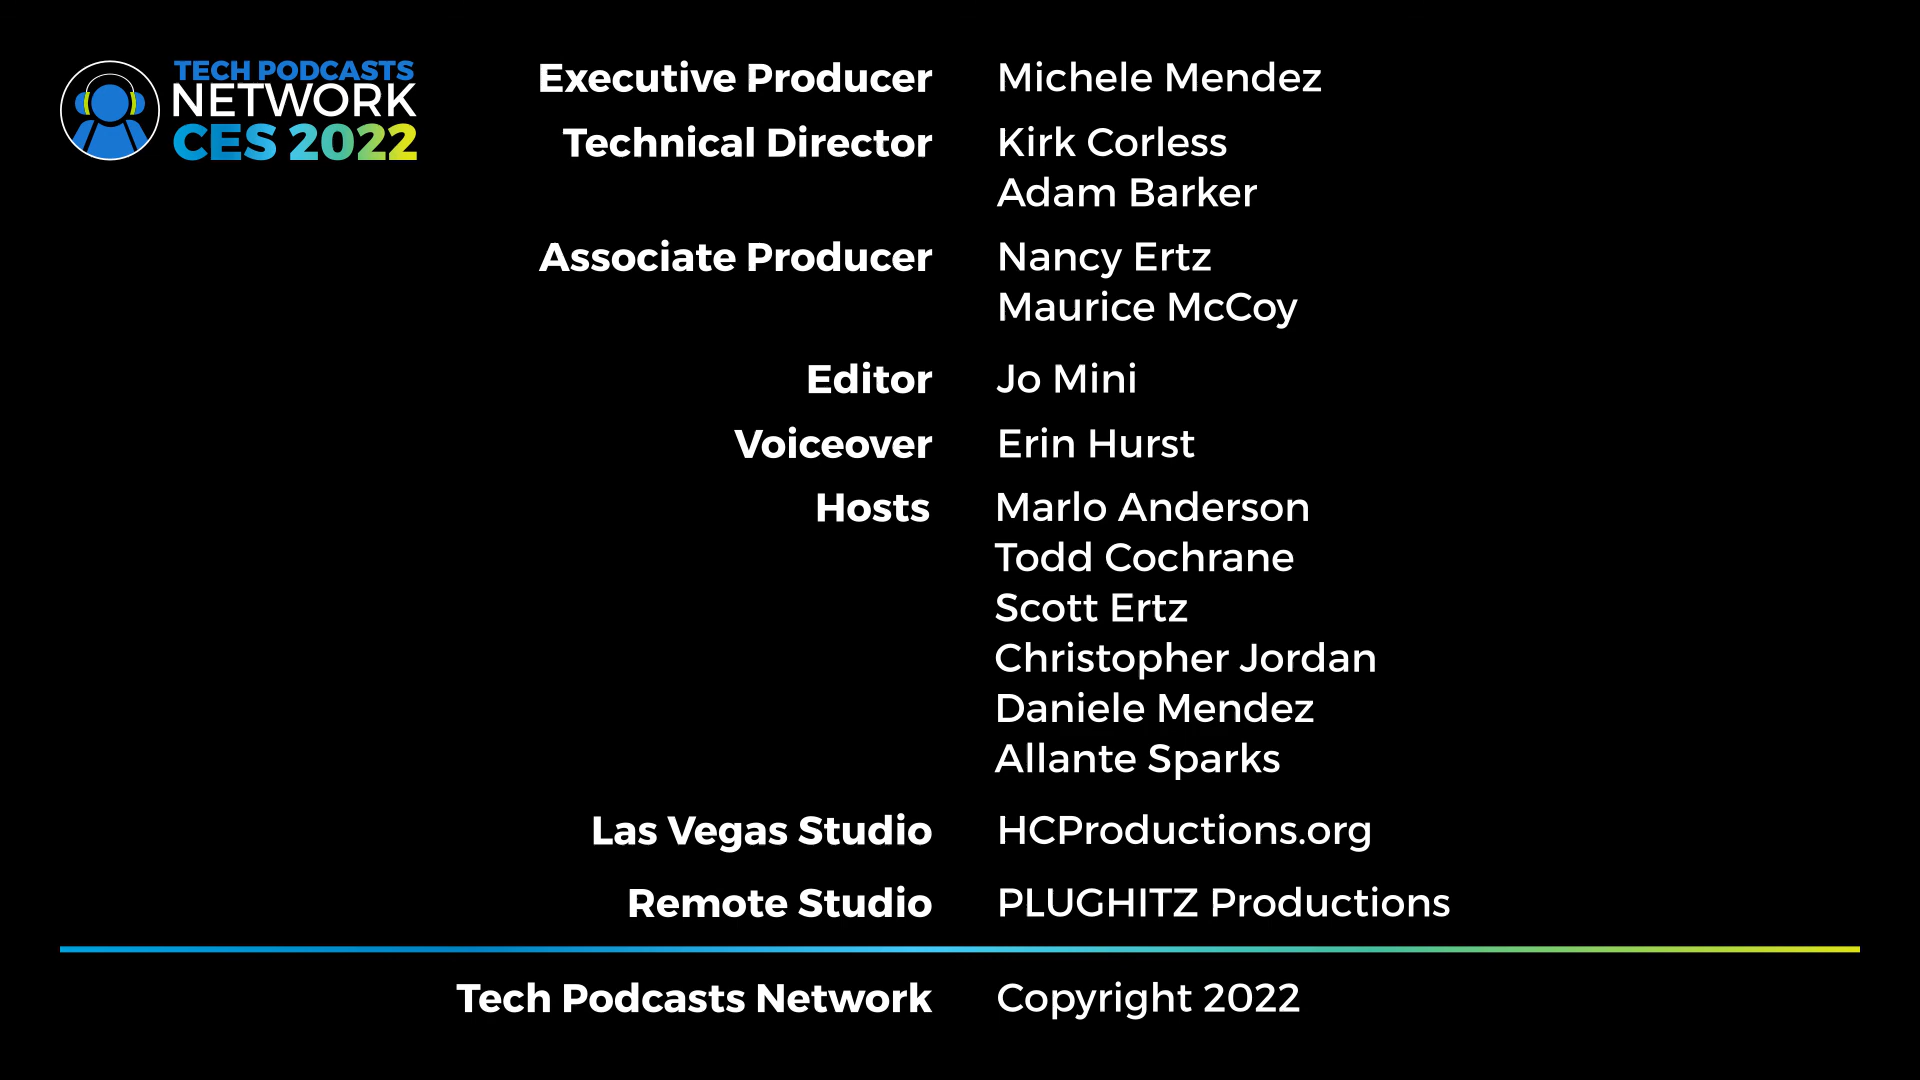 TECH PODCASTS
NETWORK
CES 2022
Executive Producer Michele Mendez
Technical Director Kirk Corless
Adam Barker
Associate Producer Nancy Ertz
Maurice McCoy
Editor Jo Mini
Voiceover Erin Hurst
Hosts Marlo Anderson
Todd Cochrane
Scott Ertz
Christopher Jordan
Daniele Mendez
Allante Sparks
Las Vegas Studio HCProductions.org
Remote Studio PLUGHITZ Productions
Tech Podcasts Network Copyright 2022